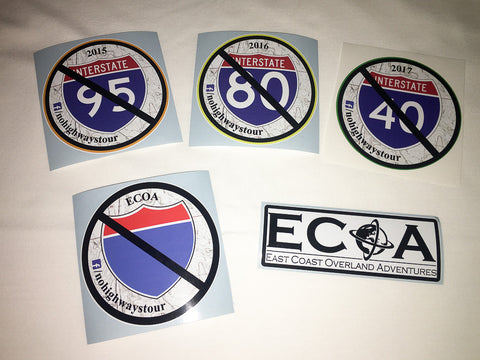 2015
INTERSTATE
95
/nohighwaystour
2016
INTERSTATE
80
/nohighwaystour
2017
INTERSTATE
40
/nohighwaystour
ECOA
/nohighwaystour
ECOA
EAST COAST OVERLAND ADVENTURES